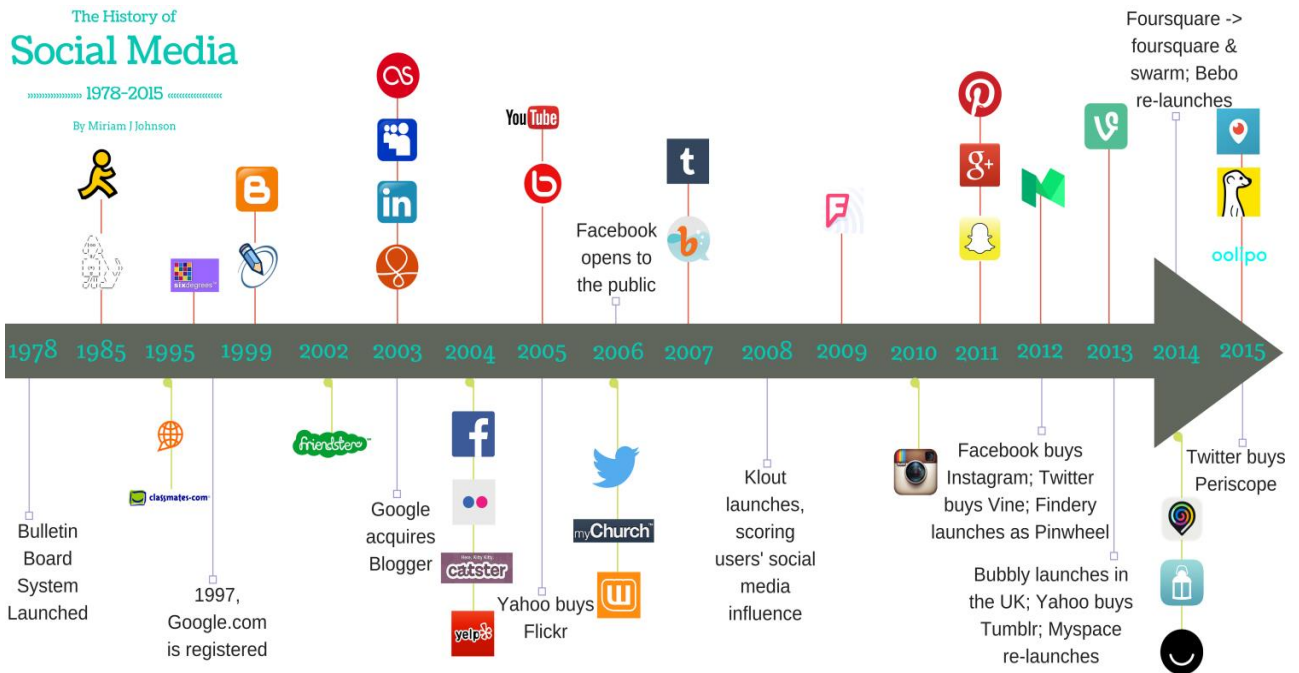 The History of
Social Media
1978-2015
By Miriam J Johnson
Foursquare ->
foursquare &
swarm; Bebo
re-launches
YouTube
Facebook
opens to
the public
sixdegrees™
oolipo
1978 1985 1995 1999 2002 2003 2004 2005 2006 2007 2008 2009 2010 2011 2012 2013 2014 2015
Bulletin
Board
System
Launched
classmates.com
1997,
Google.com
is registered
friendster™
Google
acquires
Blogger
catster
yelp
Yahoo buys
Flickr
myChurch™
Klout
launches,
scoring
users' social
media
influence
Facebook buys
Instagram; Twitter
buys Vine; Findery
launches as Pinwheel
Bubbly launches in
the UK; Yahoo buys
Tumblr; Myspace
re-launches
Twitter buys
Periscope